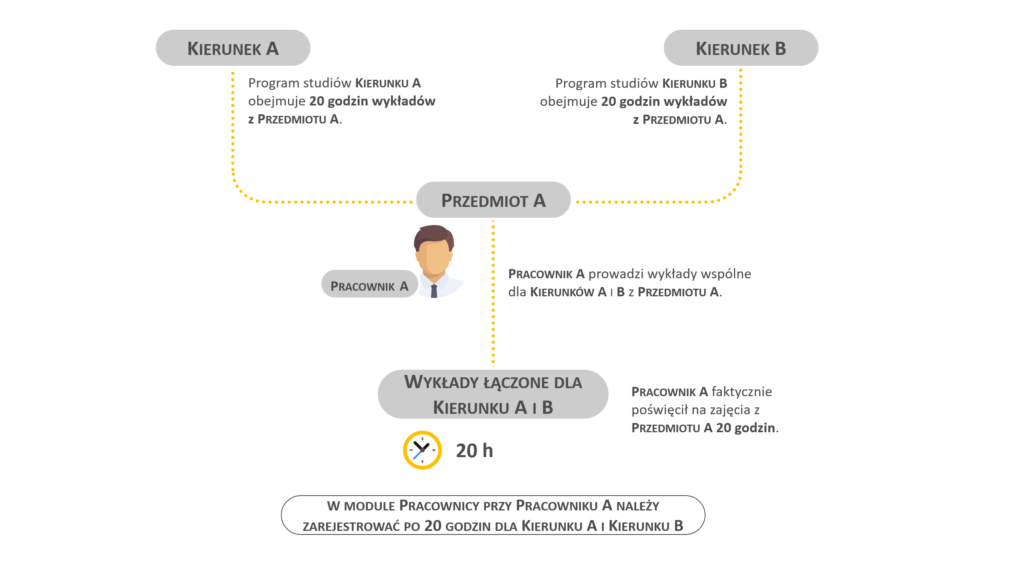 KIERUNEK A
KIERUNEK B
Program studiów KIERUNKU A
obejmuje 20 godzin wykładów
z PRZEDMIOTU A.
Program studiów KIERUNKU B
obejmuje 20 godzin wykładów
z PRZEDMIOTU A.
PRZEDMIOT A
PRACOWNIK A
PRACOWNIK A prowadzi wykłady wspólne
dla KIERUNKÓW A I B Z PRZEDMIOTU A.
WYKŁADY ŁĄCZONE DLA
KIERUNKU A I B
PRACOWNIK A faktycznie
poświęcił na zajęcia z
PRZEDMIOTU A 20 godzin.
20 h
W MODULE PRACOWNICY PRZY PRACOWNIKU A NALEŻY
ZAREJESTROWAĆ PO 20 GODZIN DLA KIERUNKU A I KIERUNKU B